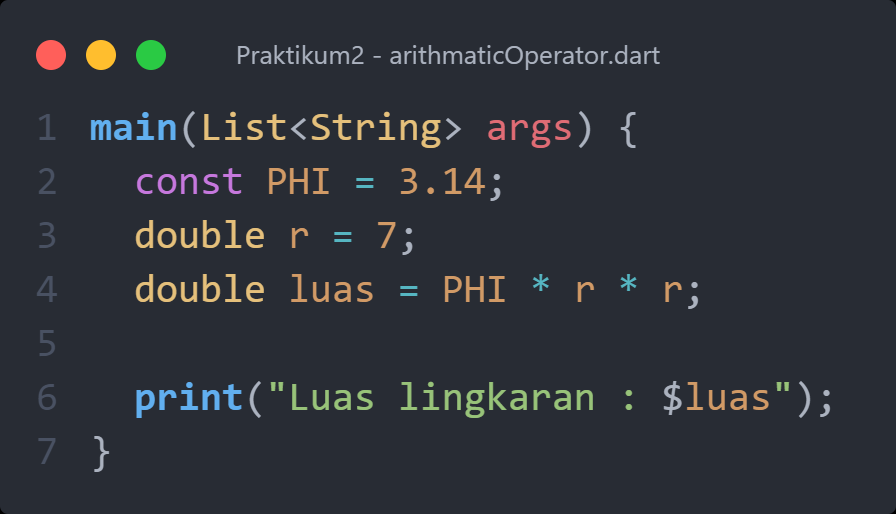 Praktikum2 - arithmaticOperator.dart
1 main(List<String> args) {
2   const PHI = 3.14;
3   double r = 7;
4   double luas = PHI * r * r;
5
6   print("Luas lingkaran : $luas");
7 }